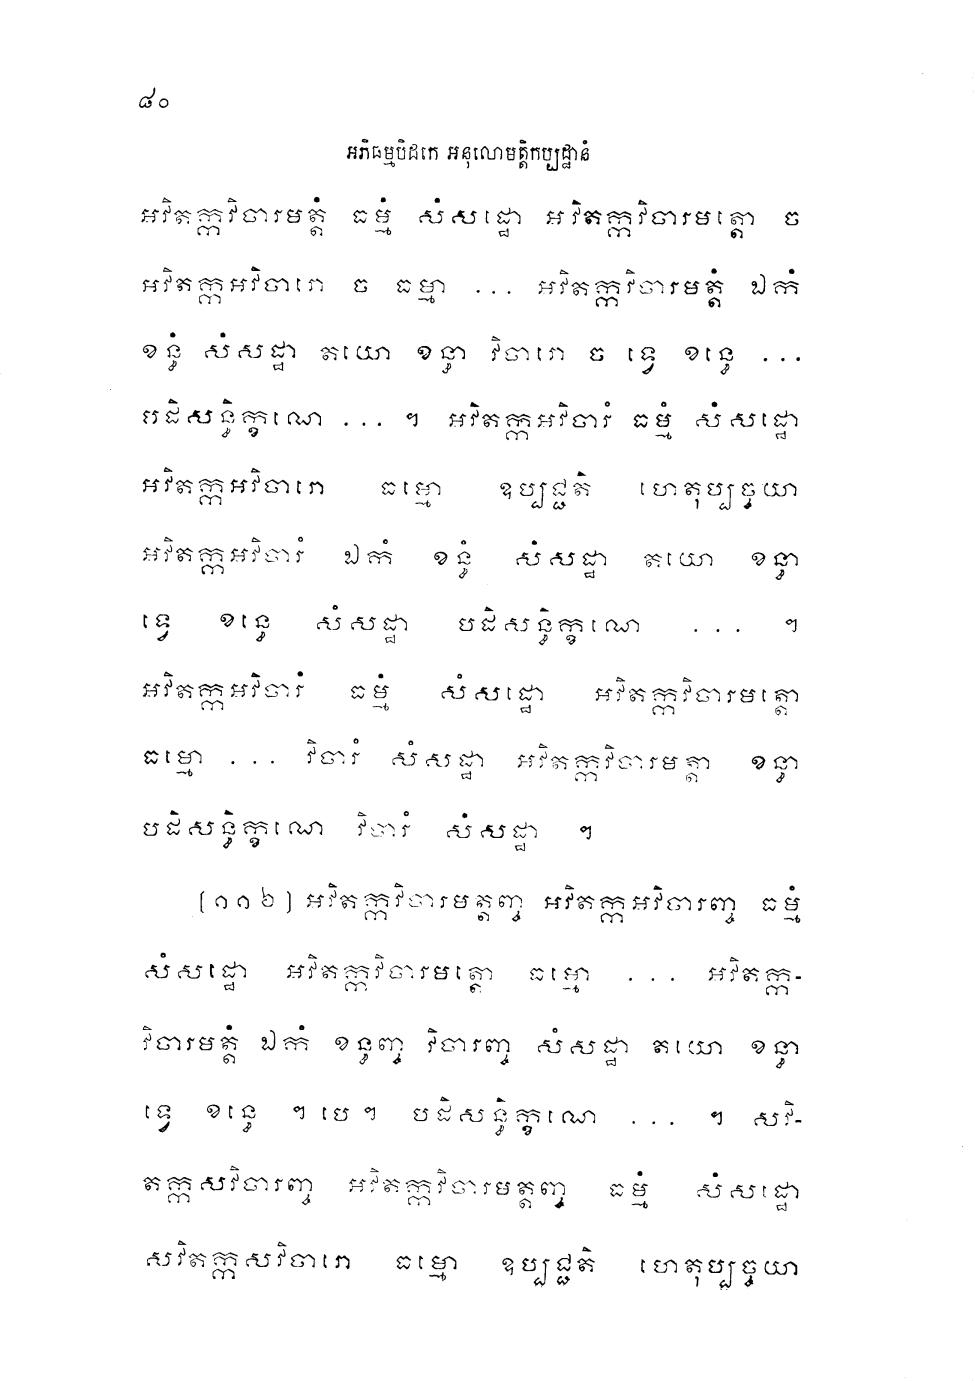 ៨០
អភិធម្មបិដកេ អនុលោមត្តិកប្បដ្ឋានំ
អវិតក្កវិចារមត្តំ ធម្មំ សំសដ្ឋោ អវិតក្កវិចារមត្តោ ច
អវិតក្កអវិចារោ ច ធម្មា ... អវិតក្កវិចារមត្តំ ឯកំ
ខន្ធំ សំសដ្ឋា តយោ ខន្ធា វិចារោ ច ទ្វេ ខន្ធេ ...
បដិសន្ធិក្ខណេ ... ។ អវិតក្កអវិចារំ ធម្មំ សំសដ្ឋោ
អវិតក្កអវិចារោ ធម្មោ ឧប្បជ្ជតិ ហេតុប្បច្ចយា
អវិតក្កអវិចារំ ឯកំ ខន្ធំ សំសដ្ឋា តយោ ខន្ធា
ទ្វេ ខន្ធេ សំសដ្ឋា បដិសន្ធិក្ខណេ ... ។
អវិតក្កអវិចារំ ធម្មំ សំសដ្ឋោ អវិតក្កវិចារមត្តោ
ធម្មោ ... វិចារំ សំសដ្ឋា អវិតក្កវិចារមត្តា ខន្ធា
បដិសន្ធិក្ខណេ វិចារំ សំសដ្ឋា ។
(១១៦) អវិតក្កវិចារមត្តញ្ច អវិតក្កអវិចារញ្ច ធម្មំ
សំសដ្ឋោ អវិតក្កវិចារមត្តោ ធម្មោ ... អវិតក្ក-
វិចារមត្តំ ឯកំ ខន្ធញ្ច វិចារញ្ច សំសដ្ឋា តយោ ខន្ធា
ទ្វេ ខន្ធេ ។ បេ ។ បដិសន្ធិក្ខណេ ... ។ សវិ-
តក្កសវិចារញ្ច អវិតក្កវិចារមត្តញ្ច ធម្មំ សំសដ្ឋោ
សវិតក្កសវិចារោ ធម្មោ ឧប្បជ្ជតិ ហេតុប្បច្ចយា